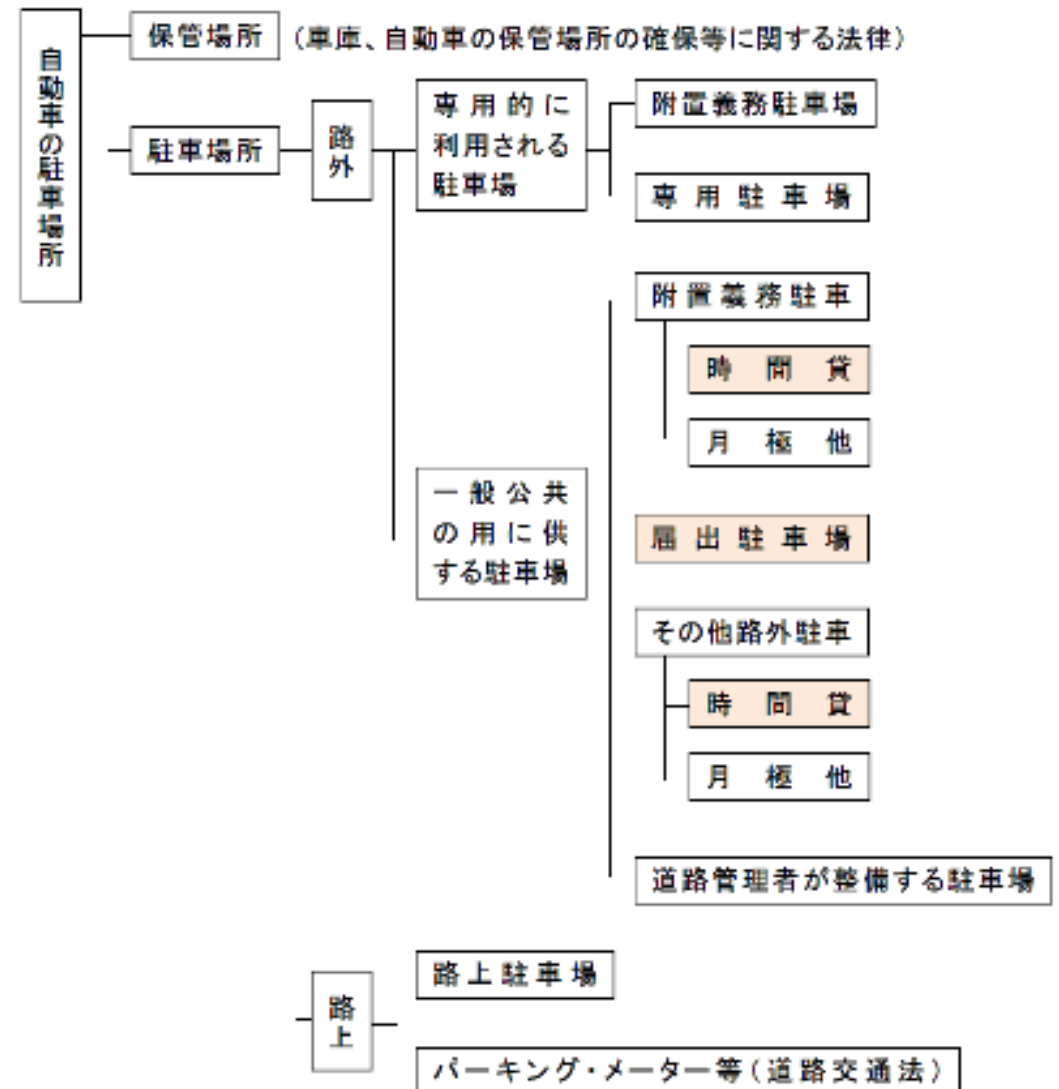 自動車の駐車場所
保管場所 （車庫、自動車の保管場所の確保等に関する法律）
駐車場所
路外
専用的に
利用される
駐車場
附置義務駐車場
専用駐車場
一般公共
の用に供
する駐車場
附置義務駐車
時間貸
月極他
届出駐車場
その他路外駐車
時間貸
月極他
道路管理者が整備する駐車場
路上
路上駐車場
パーキング・メーター等（道路交通法）